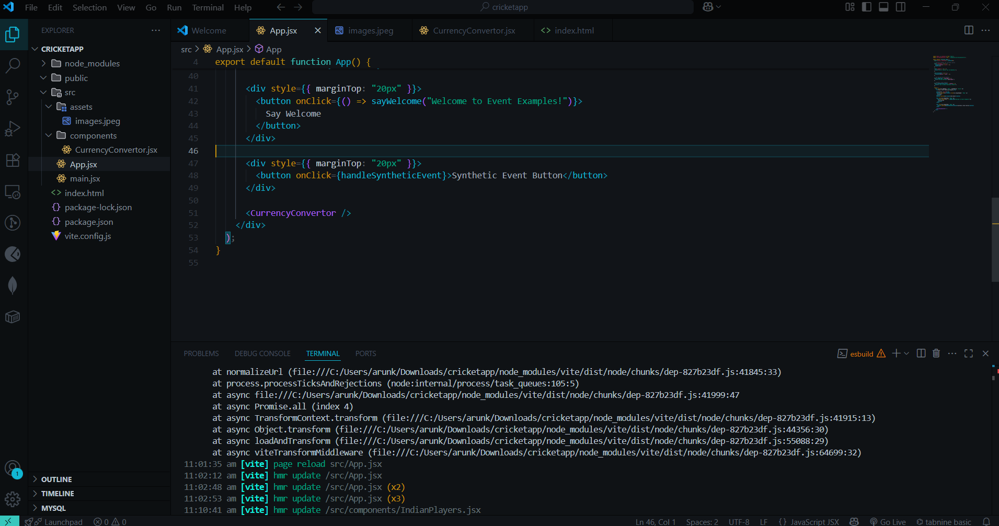 File Edit Selection View Go Run Terminal Help
cricketapp
EXPLORER
CRICKETAPP
node_modules
public
src
assets
images.jpeg
components
CurrencyConvertor.jsx
App.jsx
main.jsx
index.html
package-lock.json
package.json
vite.config.js
OUTLINE
TIMELINE
MYSQL
1
Welcome App.jsx images.jpeg CurrencyConvertor.jsx index.html
src > App.jsx > App
4 export default function App() {
40
41 <div style={{ marginTop: "20px" }}>
42 <button onClick={() => sayWelcome("Welcome to Event Examples!")}>
43 Say Welcome
44 </button>
45 </div>
46
47 <div style={{ marginTop: "20px" }}>
48 <button onClick={handleSyntheticEvent}>Synthetic Event Button</button>
49 </div>
50
51 <CurrencyConvertor />
52 </div>
53 );
54 }
55
PROBLEMS DEBUG CONSOLE TERMINAL PORTS
esbuild
at normalizeUrl (file:///C:/Users/arunk/Downloads/cricketapp/node_modules/vite/dist/node/chunks/dep-827b23df.js:41845:33)
at process.processTicksAndRejections (node:internal/process/task_queues:105:5)
at async file:///C:/Users/arunk/Downloads/cricketapp/node_modules/vite/dist/node/chunks/dep-827b23df.js:41999:47
at async Promise.all (index 4)
at async TransformContext.transform (file:///C:/Users/arunk/Downloads/cricketapp/node_modules/vite/dist/node/chunks/dep-827b23df.js:41915:13)
at async Object.transform (file:///C:/Users/arunk/Downloads/cricketapp/node_modules/vite/dist/node/chunks/dep-827b23df.js:44356:30)
at async loadAndTransform (file:///C:/Users/arunk/Downloads/cricketapp/node_modules/vite/dist/node/chunks/dep-827b23df.js:55088:29)
at async viteTransformMiddleware (file:///C:/Users/arunk/Downloads/cricketapp/node_modules/vite/dist/node/chunks/dep-827b23df.js:64699:32)
11:01:35 am [vite] page reload src/App.jsx
11:02:12 am [vite] hmr update /src/App.jsx
11:02:48 am [vite] hmr update /src/App.jsx (x2)
11:02:53 am [vite] hmr update /src/App.jsx (x3)
11:10:41 am [vite] hmr update /src/components/IndianPlayers.jsx
Launchpad 0 0 Ln 46, Col 1 Spaces: 2 UTF-8 LF {} JavaScript JSX Go Live tabnine basic